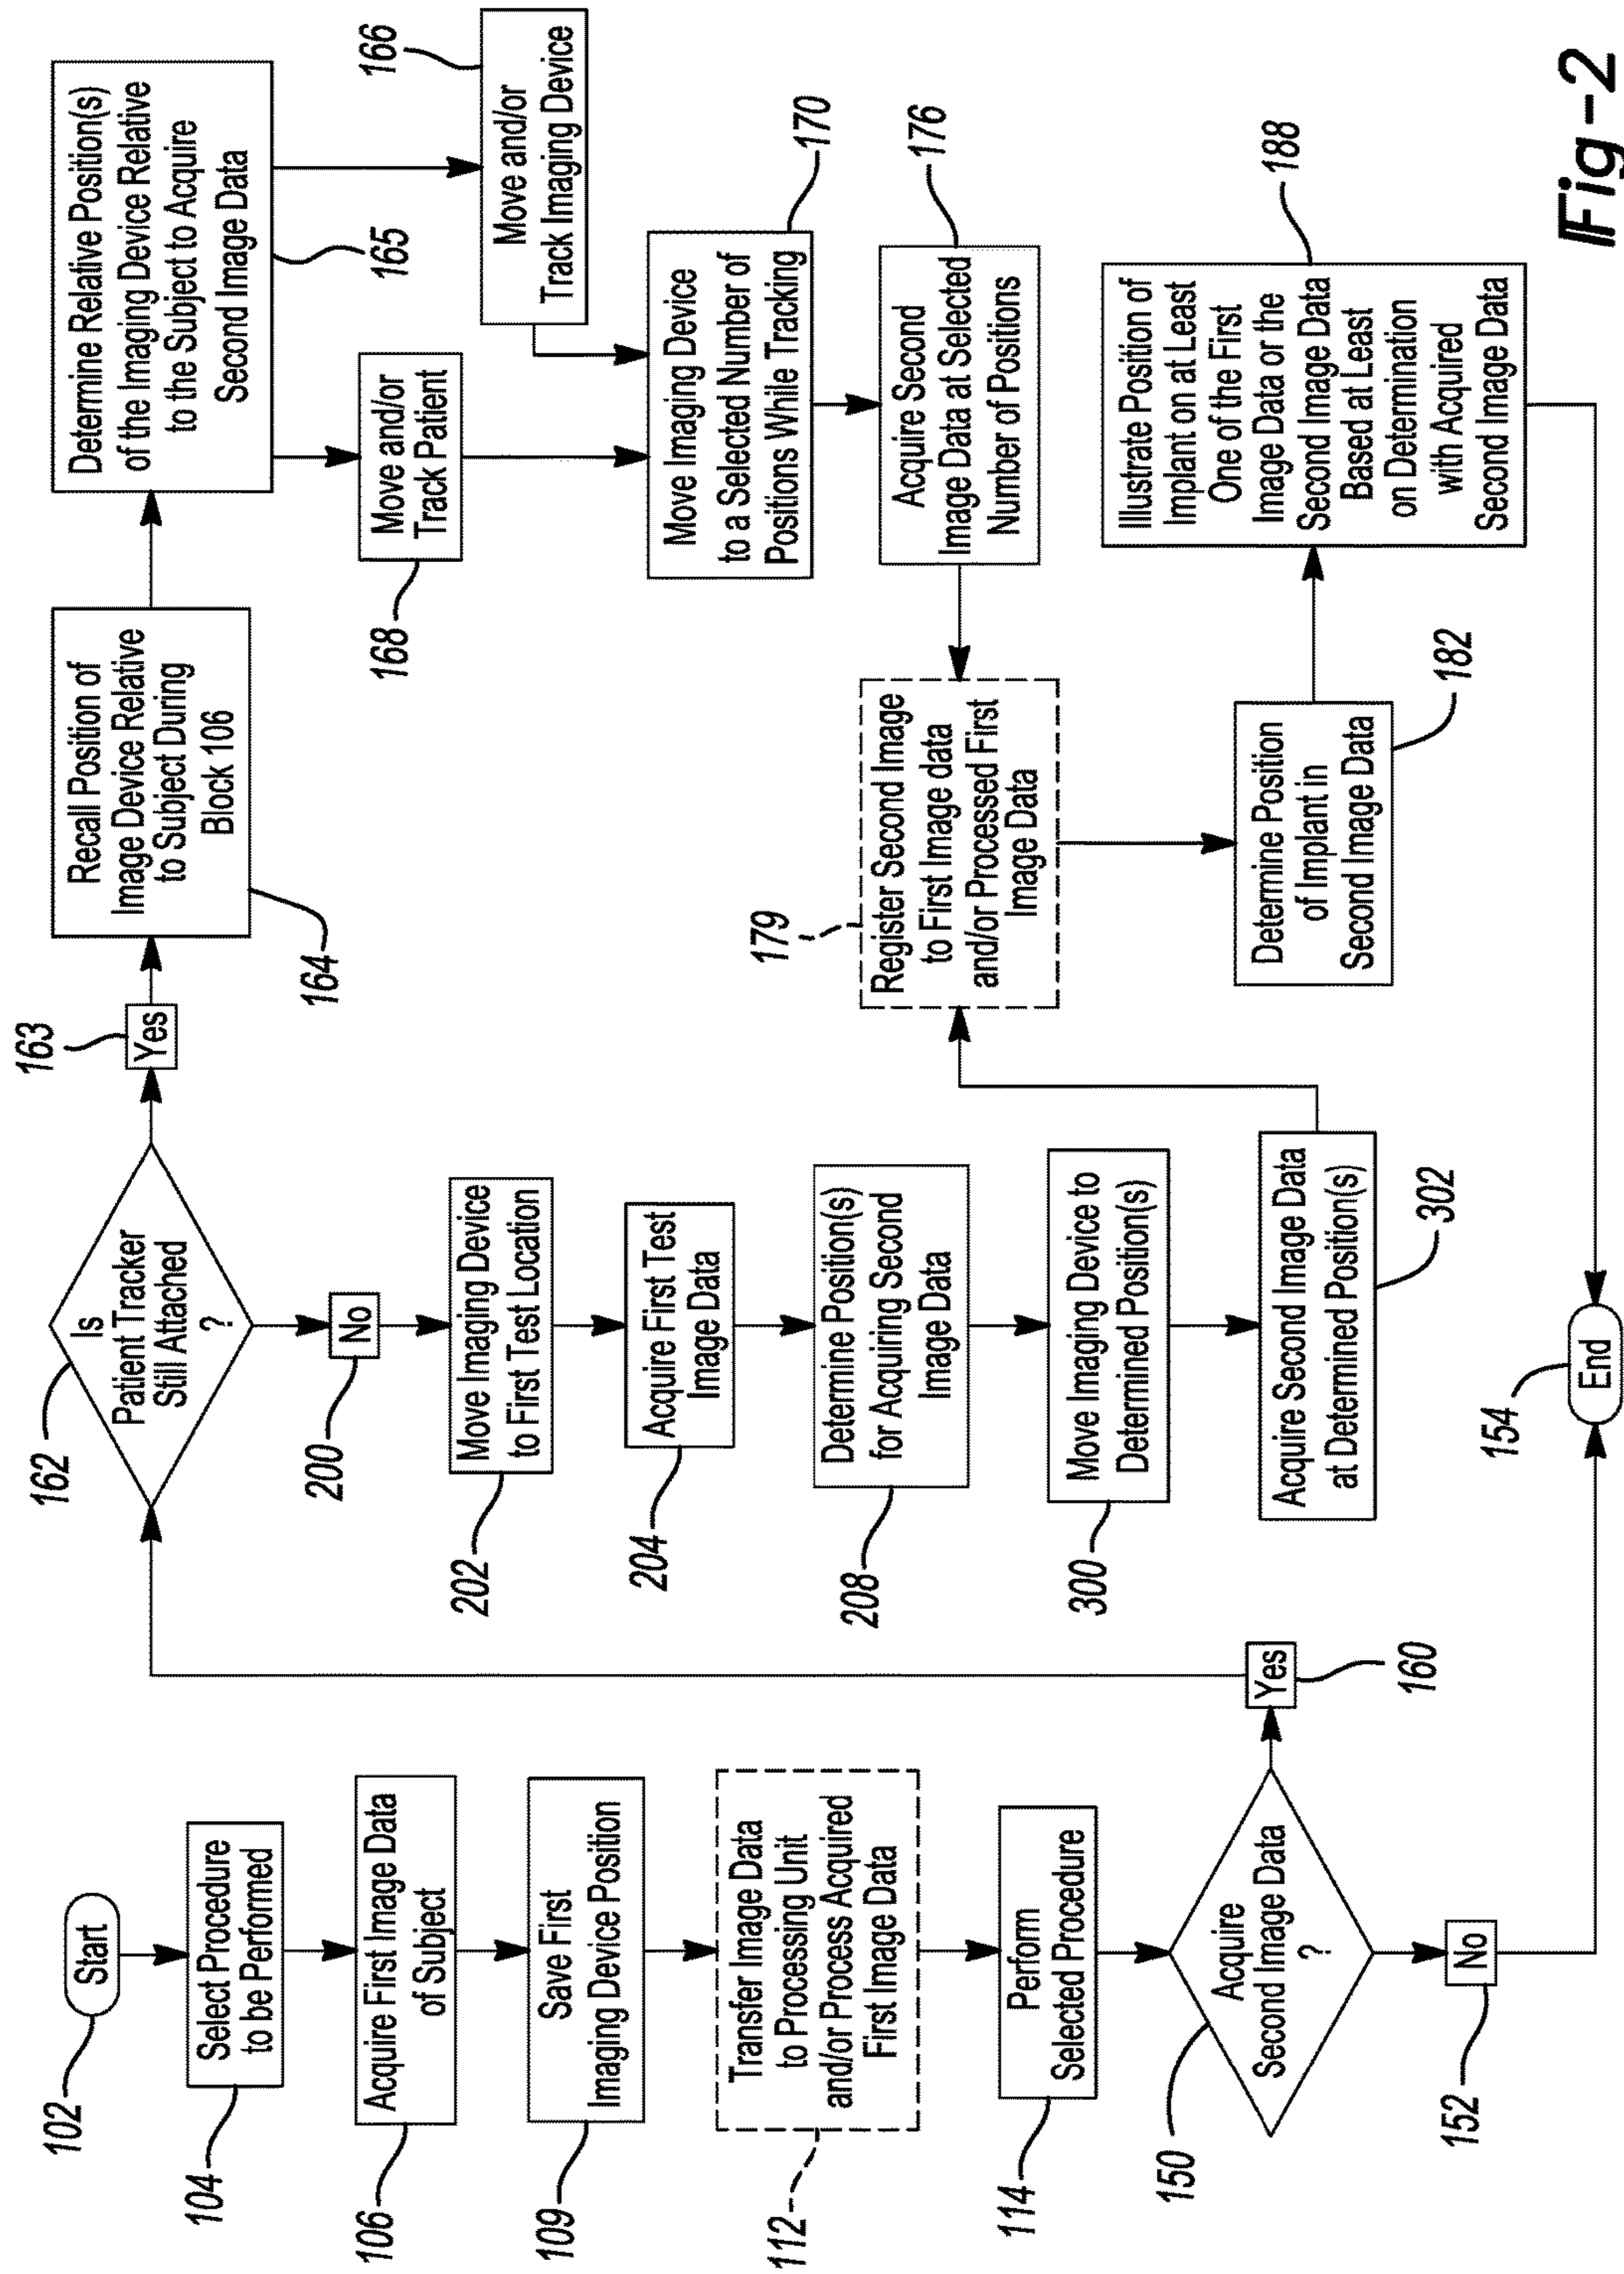 102
Start
104
Select Procedure
to be Performed
106
Acquire First Image Data
of Subject
109
Save First
Imaging Device Position
112
Transfer Image Data
to Processing Unit
and/or Process Acquired
First Image Data
114
Perform
Selected Procedure
150
Acquire
Second Image Data
?
152
No
Yes
160
154
End
162
Is
Patient Tracker
Still Attached
?
200
No
202
Move Imaging Device
to First Test Location
204
Acquire First Test
Image Data
208
Determine Position(s)
for Acquiring Second
Image Data
300
Move Imaging Device to
Determined Position(s)
Acquire Second Image Data
at Determined Position(s)
302
163
Yes
Recall Position of
Image Device Relative
to Subject During
Block 106
164
Determine Relative Position(s)
of the Imaging Device Relative
to the Subject to Acquire
Second Image Data
165
168
Move and/or
Track Patient
166
Move and/or
Track Imaging Device
Move Imaging Device
to a Selected Number of
Positions While Tracking
170
Acquire Second
Image Data at Selected
Number of Positions
176
179
Register Second Image
to First Image data
and/or Processed First
Image Data
Determine Position
of Implant in
Second Image Data
182
Illustrate Position of
Implant on at Least
One of the First
Image Data or the
Second Image Data
Based at Least
on Determination
with Acquired
Second Image Data
188
Fig-2